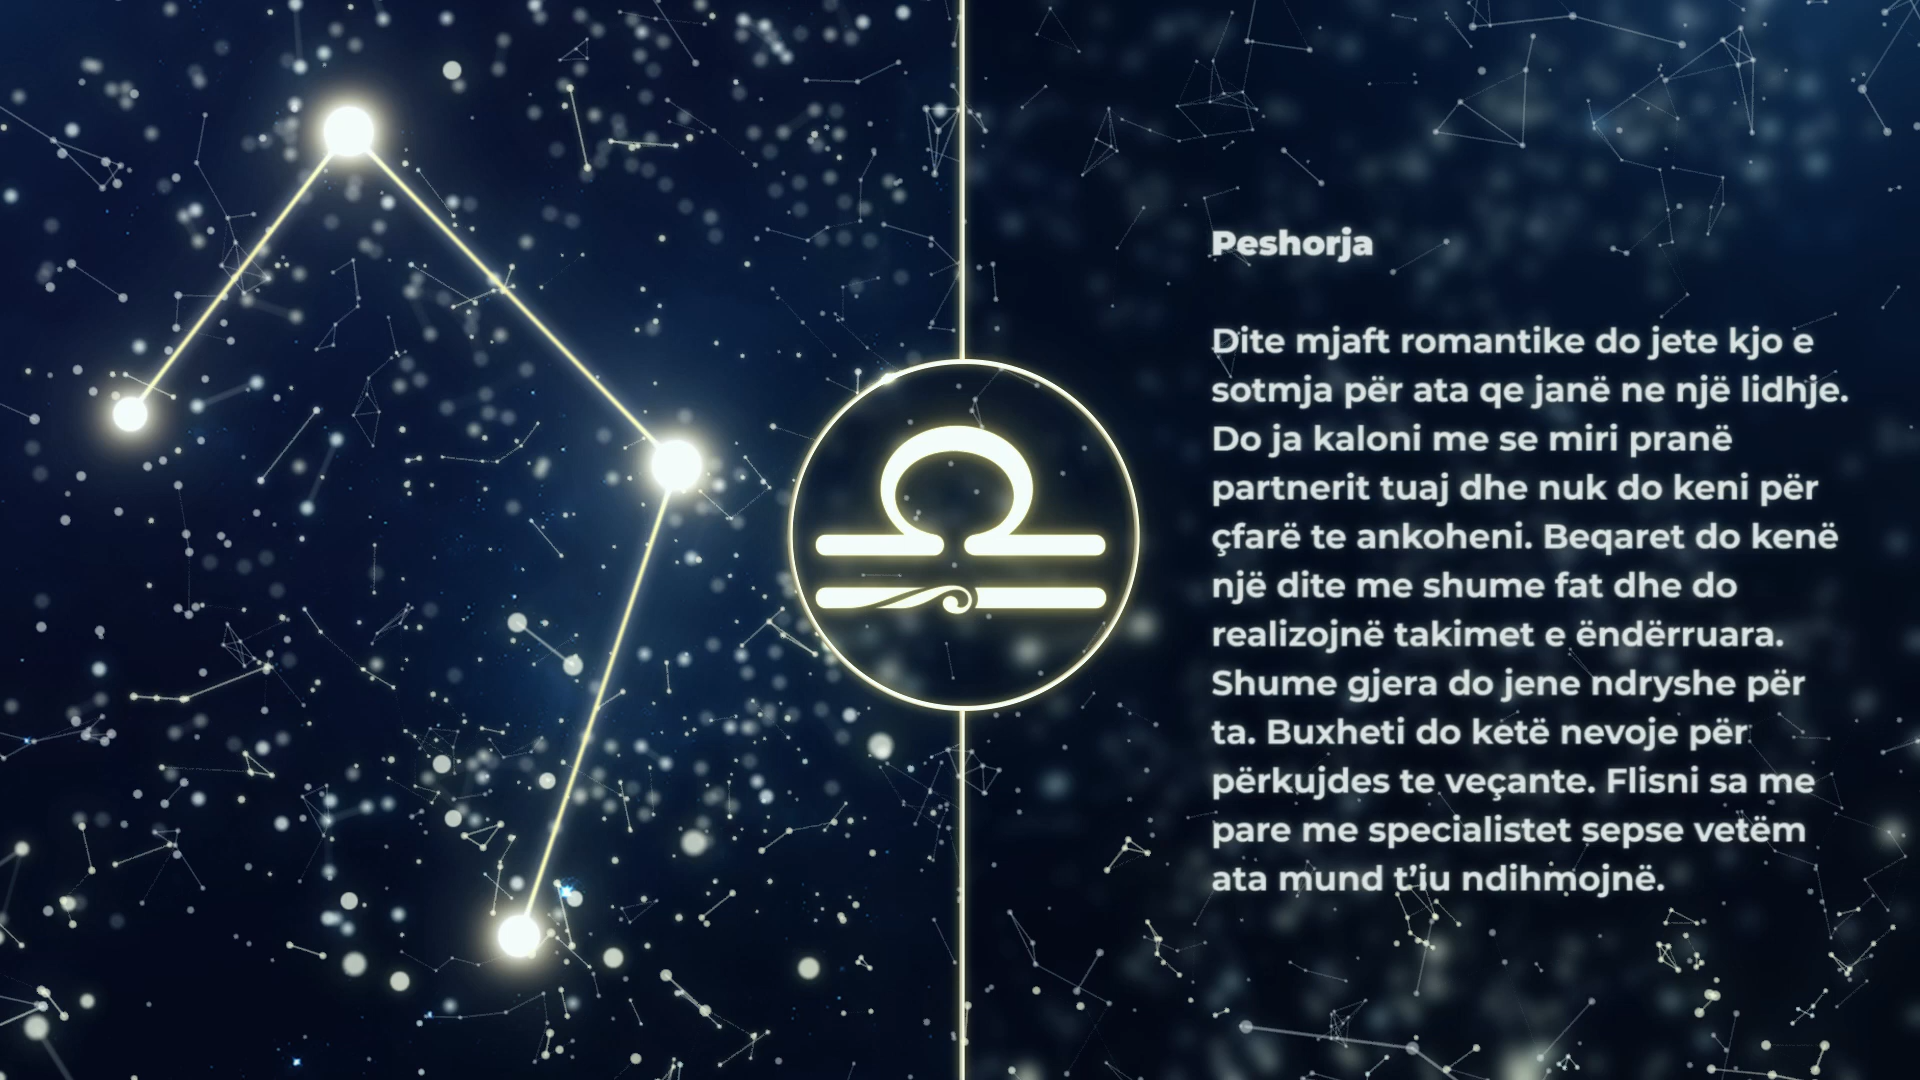 Peshorja
Dite mjaft romantike do jete kjo e
sotmja për ata qe janë ne një lidhje.
Do ja kaloni me se miri pranë
partnerit tuaj dhe nuk do keni për
çfarë te ankoheni. Beqaret do kenë
një dite me shume fat dhe do
realizojnë takimet e ëndërruara.
Shume gjera do jene ndryshe për
ta. Buxheti do ketë nevoje për
përkujdes te veçante. Flisni sa me
pare me specialistet sepse vetëm
ata mund t’iu ndihmojnë.